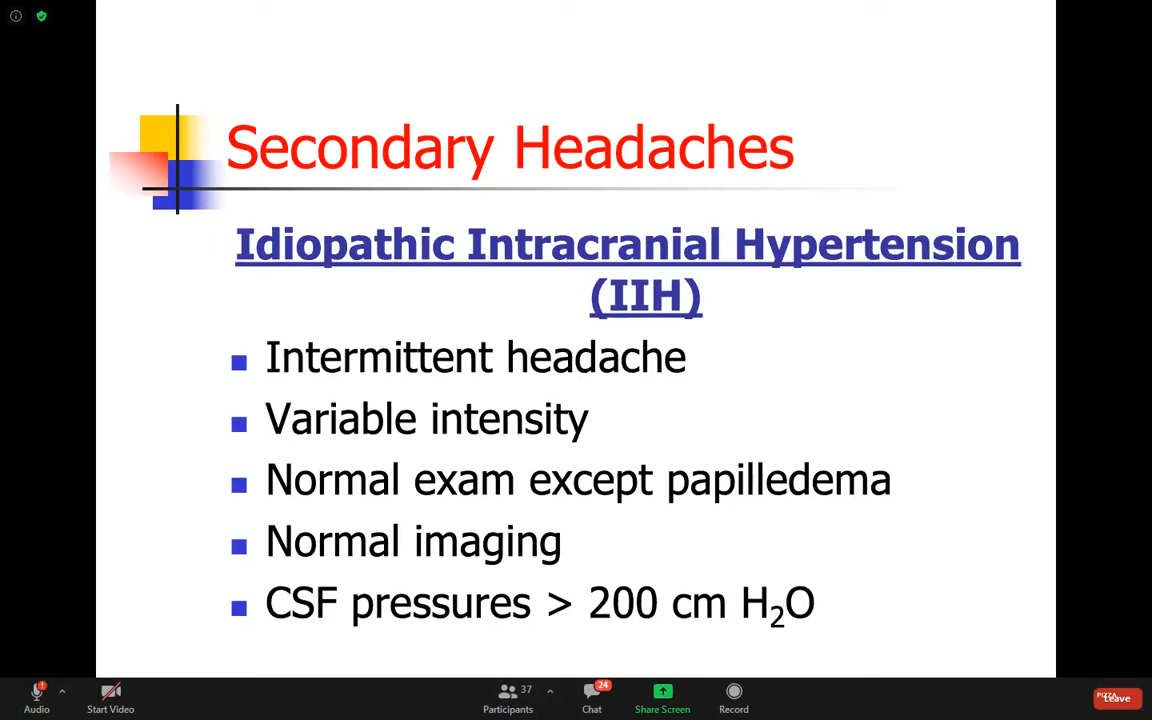 Secondary Headaches
Idiopathic Intracranial Hypertension
(IIH)
Intermittent headache
Variable intensity
Normal exam except papilledema
Normal imaging
CSF pressures > 200 cm H₂O
37
24
Audio
Start Video
Participants
Chat
Share Screen
Record
PIZZA
Leave